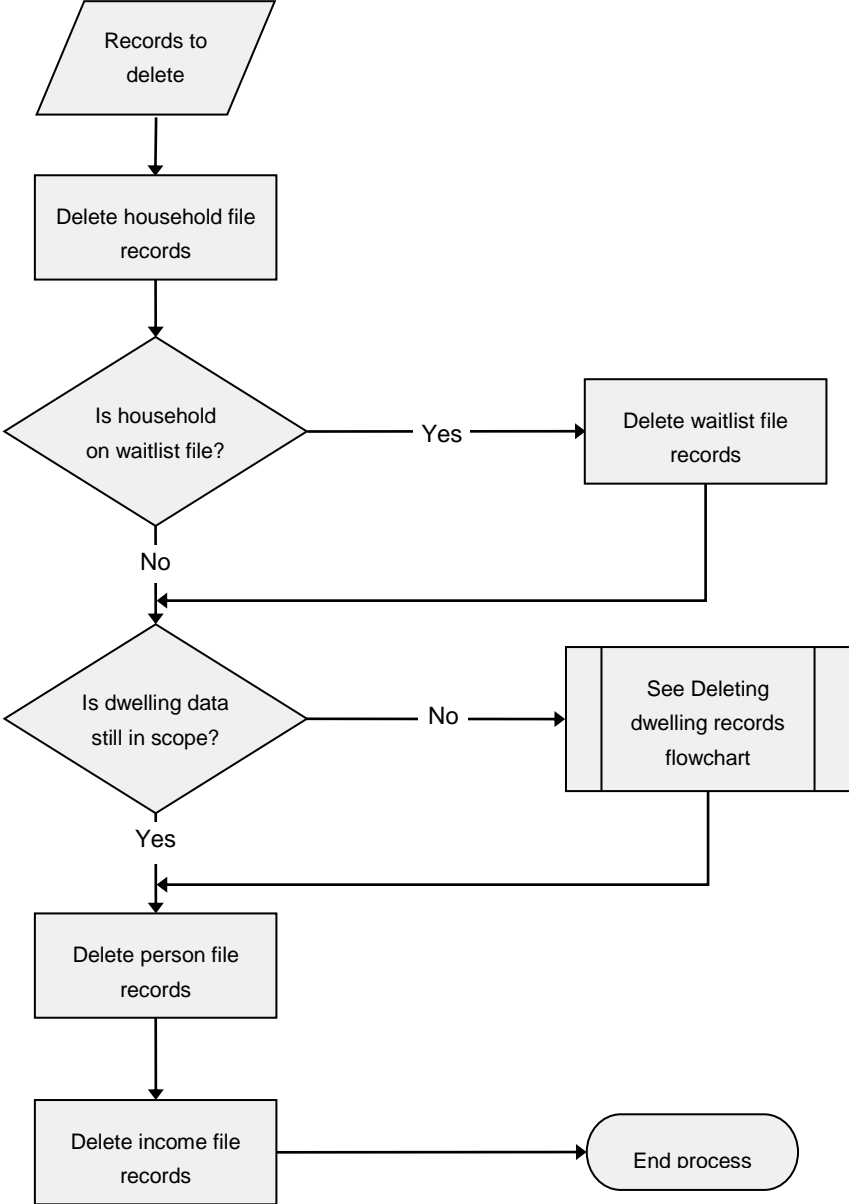 Records to
delete
Delete household file
records
Is household
on waitlist file?
Yes
Delete waitlist file
records
No
Is dwelling data
still in scope?
No
See Deleting
dwelling records
flowchart
Yes
Delete person file
records
Delete income file
records
End process